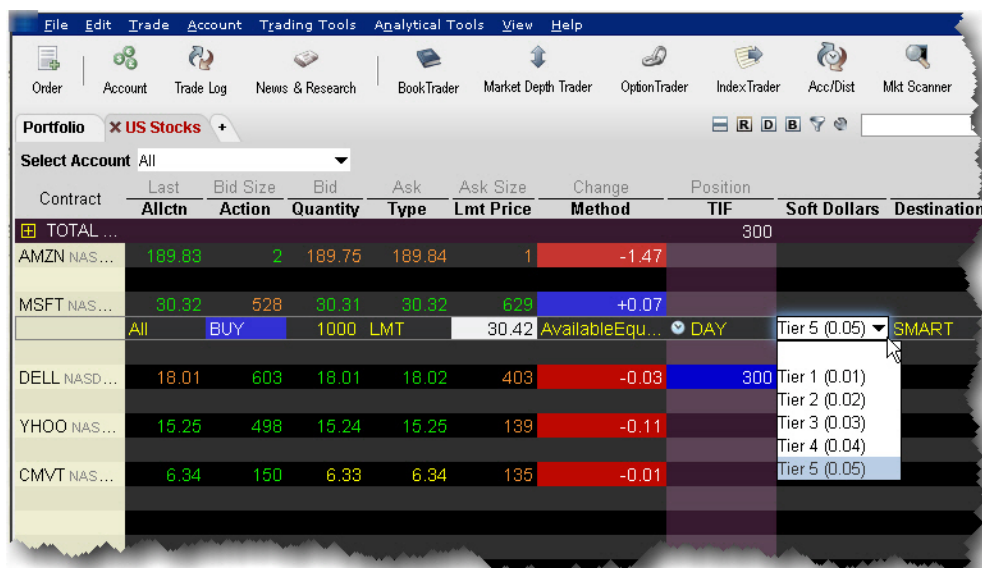 File Edit Trade Account Trading Tools Analytical Tools View Help
Order Account Trade Log News & Research BookTrader Market Depth Trader OptionTrader IndexTrader Acc/Dist Mkt Scanner
Portfolio US Stocks + R D B
Select Account All
Contract Last Bid Size Bid Ask Ask Size Change Position
Allctn Action Quantity Type Lmt Price Method TIF Soft Dollars Destination
TOTAL ... 300
AMZN NAS... 189.83 2 189.75 189.84 1 -1.47
MSFT NAS... 30.32 528 30.31 30.32 629 +0.07
All BUY 1000 LMT 30.42 AvailableEqu... DAY Tier 5 (0.05) SMART
DELL NASD... 18.01 603 18.01 18.02 403 -0.03 300 Tier 1 (0.01)
Tier 2 (0.02)
YHOO NAS... 15.25 498 15.24 15.25 139 -0.11 Tier 3 (0.03)
Tier 4 (0.04)
CMVT NAS... 6.34 150 6.33 6.34 135 -0.01 Tier 5 (0.05)